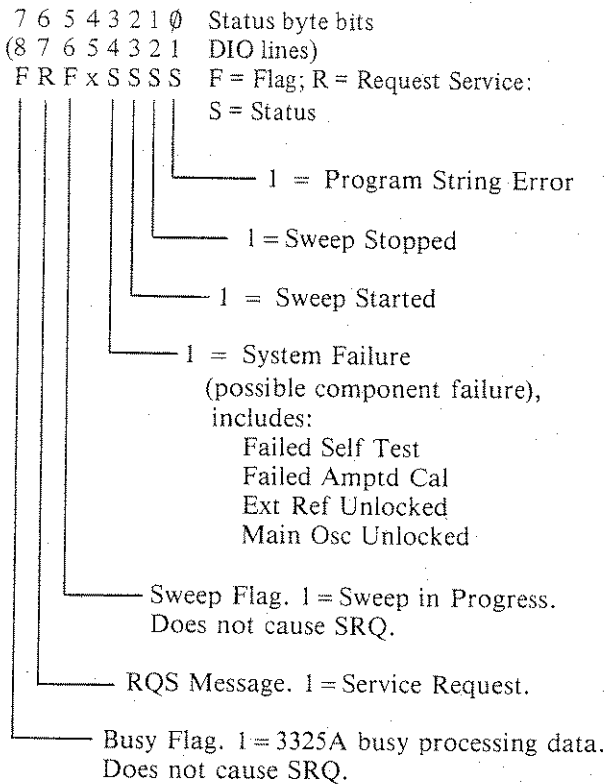 7 6 5 4 3 2 1 0 Status byte bits
(8 7 6 5 4 3 2 1 DIO lines)
F R F x S S S S F = Flag; R = Request Service:
S = Status
1 = Program String Error
1 = Sweep Stopped
1 = Sweep Started
1 = System Failure
(possible component failure),
includes:
Failed Self Test
Failed Amptd Cal
Ext Ref Unlocked
Main Osc Unlocked
Sweep Flag. 1 = Sweep in Progress.
Does not cause SRQ.
RQS Message. 1 = Service Request.
Busy Flag. 1 = 3325A busy processing data.
Does not cause SRQ.